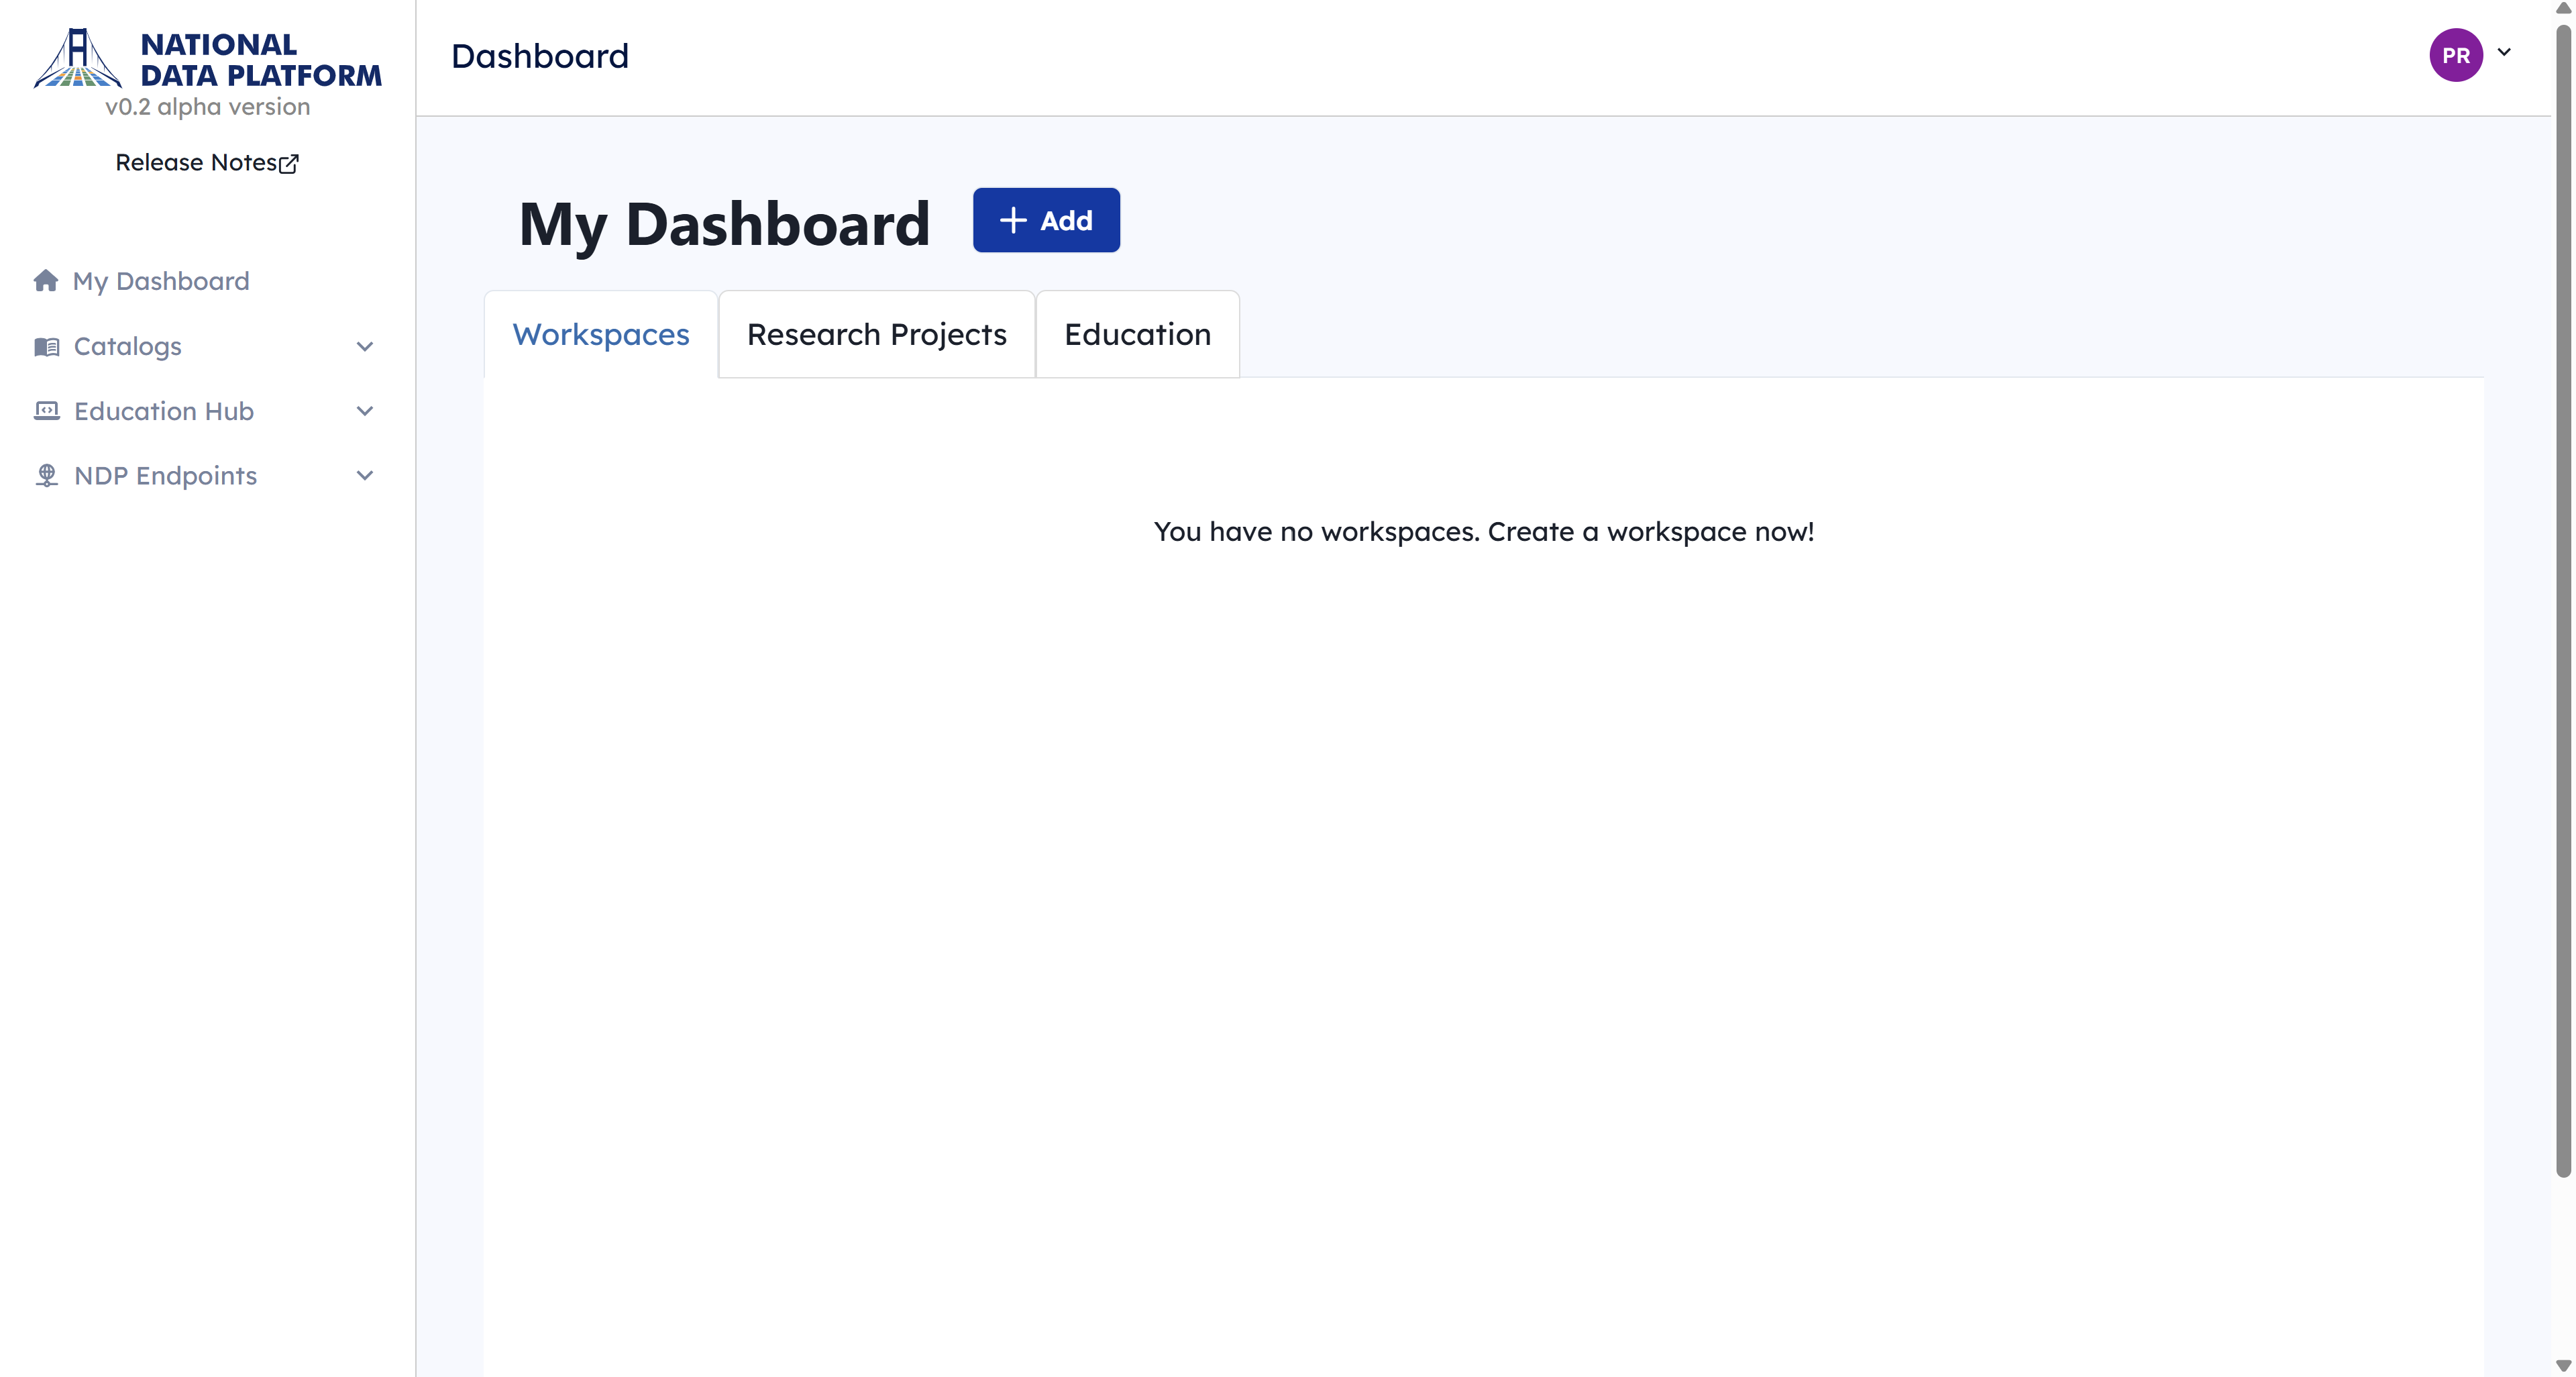 NATIONAL
DATA PLATFORM
v0.2 alpha version
Release Notes
My Dashboard
Catalogs
Education Hub
NDP Endpoints
Dashboard
PR
My Dashboard
Add
Workspaces
Research Projects
Education
You have no workspaces. Create a workspace now!